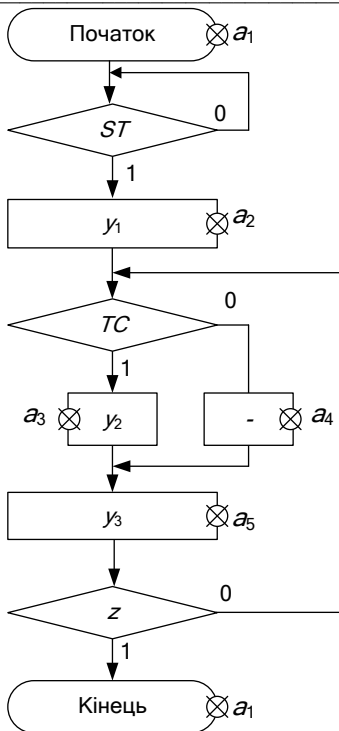 Початок a₁
0
ST
1
y₁ a₂
0
TC
1
a₃ y₂ - a₄
y₃ a₅
0
z
1
Кінець a₁